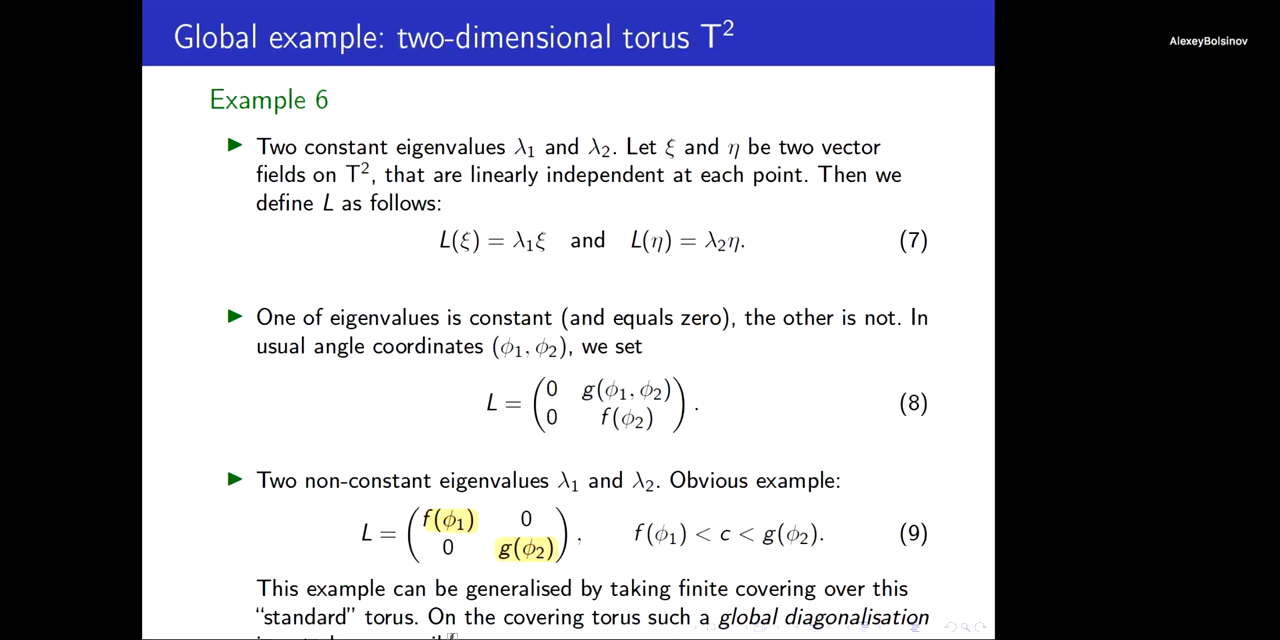 Global example: two-dimensional torus T²
AlexeyBolsinov
Example 6
▶ Two constant eigenvalues λ₁ and λ₂. Let ξ and η be two vector
fields on T², that are linearly independent at each point. Then we
define L as follows:
L(ξ) = λ₁ξ and L(η) = λ₂η. (7)
▶ One of eigenvalues is constant (and equals zero), the other is not. In
usual angle coordinates (ϕ₁, ϕ₂), we set
0 g(ϕ₁, ϕ₂)
L = ( ) . (8)
0 f(ϕ₂)
▶ Two non-constant eigenvalues λ₁ and λ₂. Obvious example:
f(ϕ₁) 0
L = ( ) , f(ϕ₁) < c < g(ϕ₂). (9)
0 g(ϕ₂)
This example can be generalised by taking finite covering over this
“standard” torus. On the covering torus such a global diagonalisation